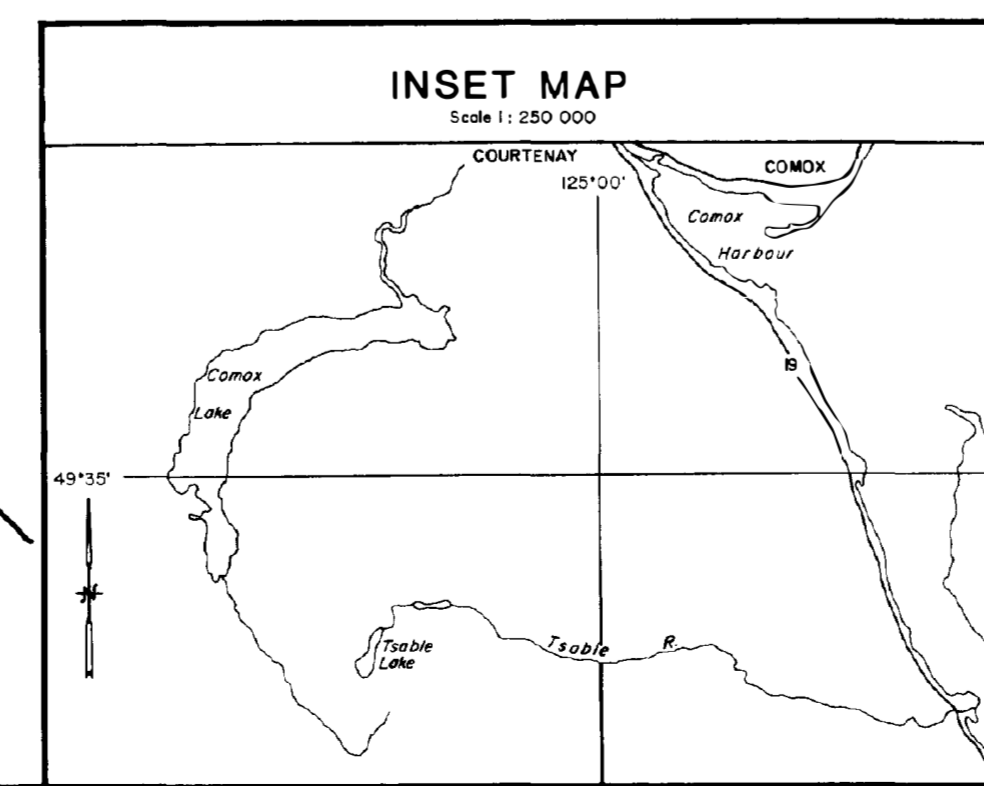 INSET MAP
Scale 1 : 250 000
COURTENAY
COMOX
125°00'
Comox
Harbour
19
Comox
Lake
49°35'
N
Tsable R.
Tsable
Lake